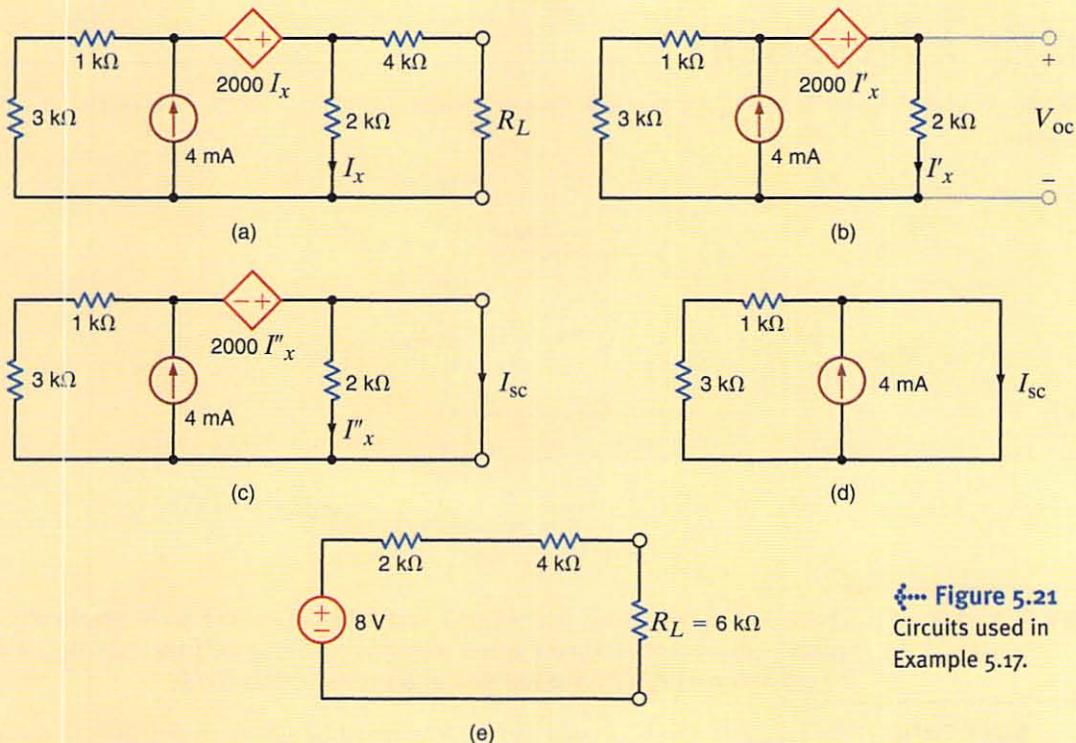 1 kΩ
2000 Ix
4 kΩ
3 kΩ
4 mA
2 kΩ
Ix
RL
(a)
1 kΩ
2000 I′x
3 kΩ
4 mA
2 kΩ
I′x
+
Voc
−
(b)
1 kΩ
2000 I″x
3 kΩ
4 mA
2 kΩ
I″x
Isc
(c)
1 kΩ
3 kΩ
4 mA
Isc
(d)
2 kΩ
4 kΩ
8 V
RL = 6 kΩ
(e)
Figure 5.21
Circuits used in
Example 5.17.